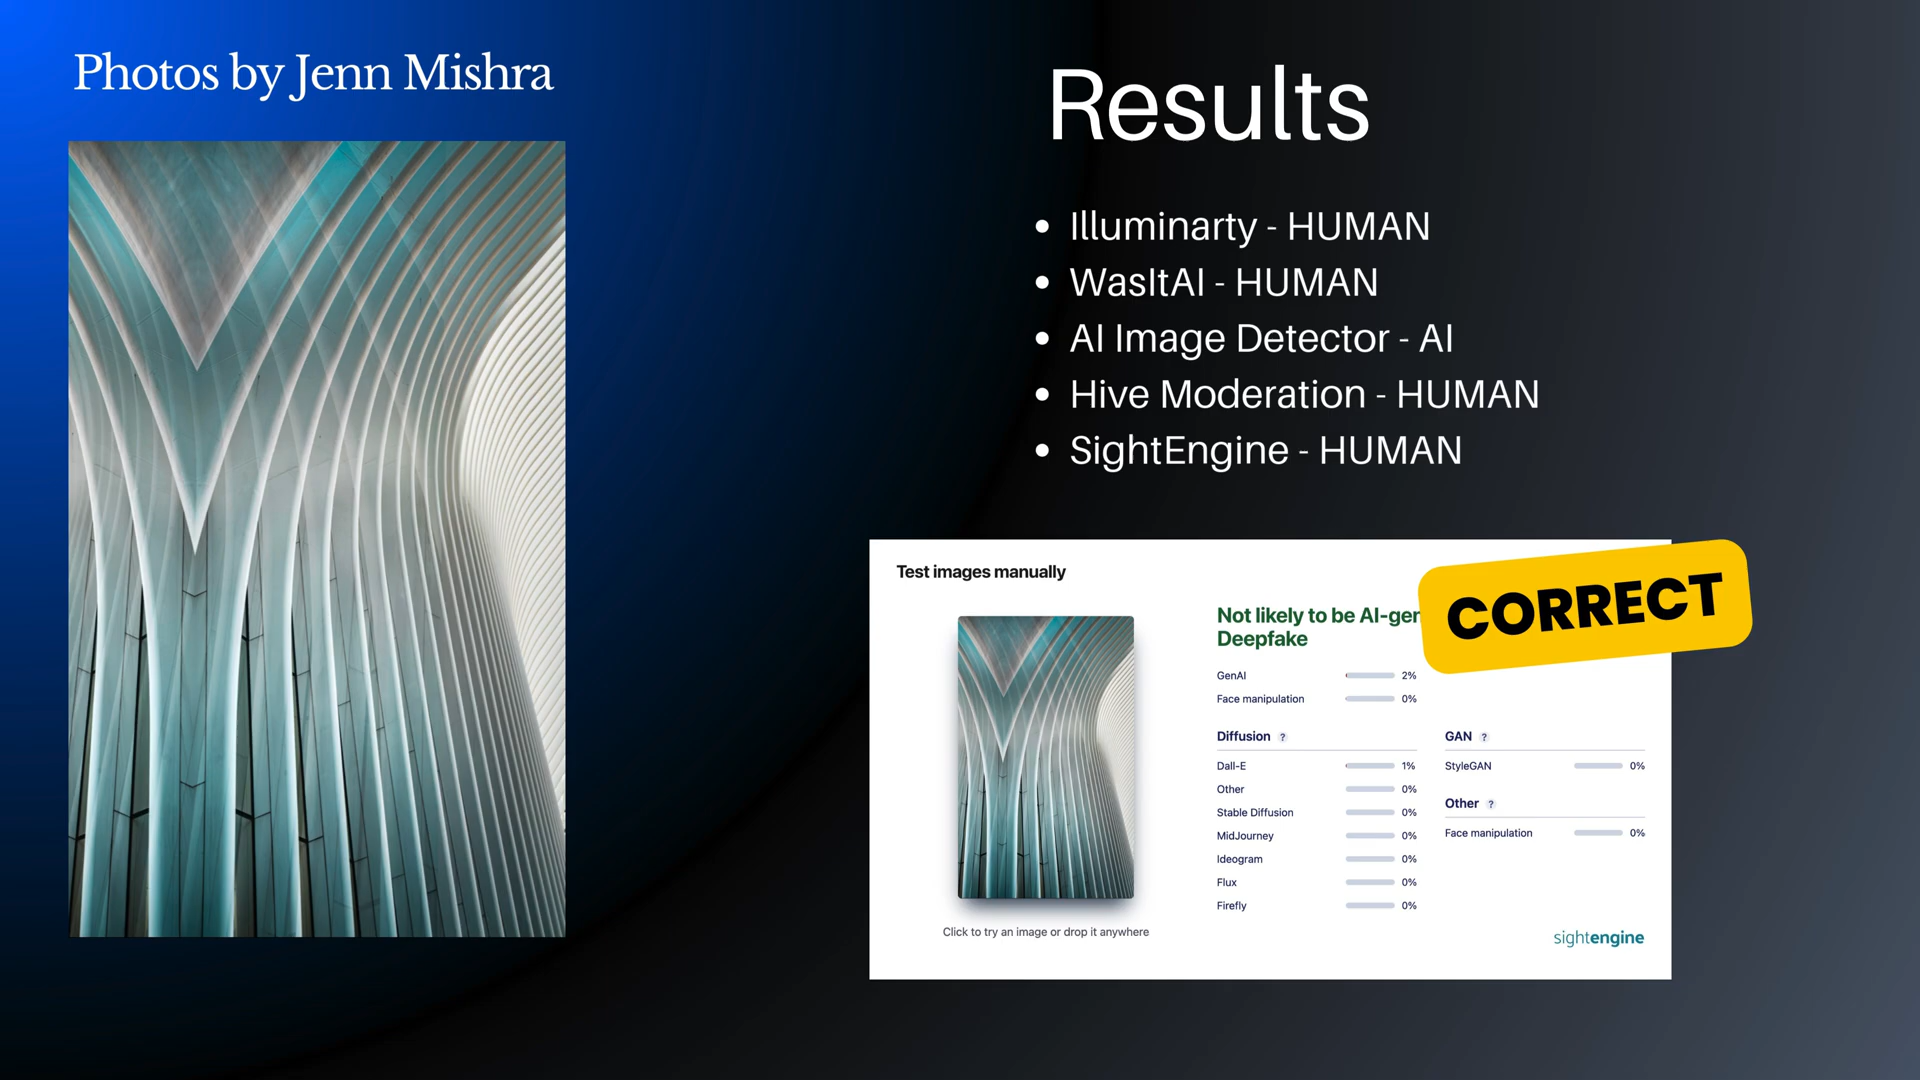 Photos by Jenn Mishra
Results
• Illuminarty - HUMAN
• WasItAI - HUMAN
• AI Image Detector - AI
• Hive Moderation - HUMAN
• SightEngine - HUMAN
Test images manually
CORRECT
Not likely to be AI-ger
Deepfake
GenAI 2%
Face manipulation 0%
Diffusion ?
Dall-E 1%
Other 0%
Stable Diffusion 0%
MidJourney 0%
Ideogram 0%
Flux 0%
Firefly 0%
GAN ?
StyleGAN 0%
Other ?
Face manipulation 0%
Click to try an image or drop it anywhere
sightengine